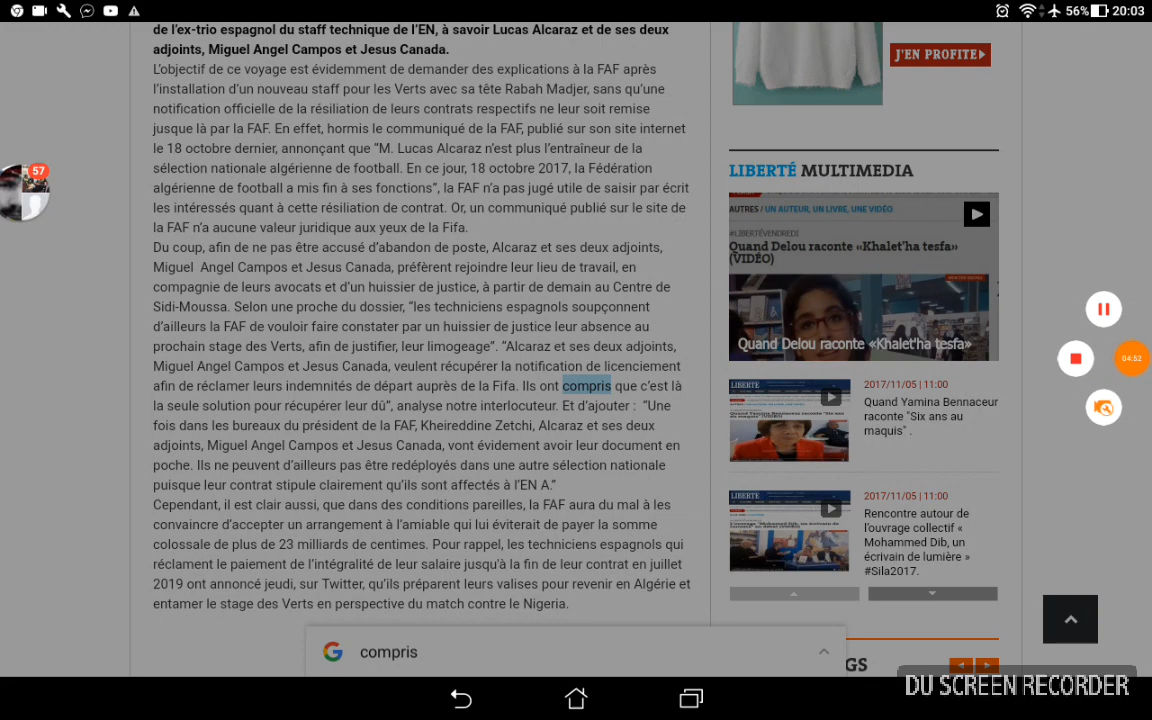 56% 20:03
de l'ex-trio espagnol du staff technique de l'EN, à savoir Lucas Alcaraz et de ses deux
adjoints, Miguel Angel Campos et Jesus Canada.
L'objectif de ce voyage est évidemment de demander des explications à la FAF après
l'installation d'un nouveau staff pour les Verts avec sa tête Rabah Madjer, sans qu'une
notification officielle de la résiliation de leurs contrats respectifs ne leur soit remise
jusque là par la FAF. En effet, hormis le communiqué de la FAF, publié sur son site internet
le 18 octobre dernier, annonçant que "M. Lucas Alcaraz n'est plus l'entraîneur de la
sélection nationale algérienne de football. En ce jour, 18 octobre 2017, la Fédération
algérienne de football a mis fin à ses fonctions", la FAF n'a pas jugé utile de saisir par écrit
les intéressés quant à cette résiliation de contrat. Or, un communiqué publié sur le site de
la FAF n'a aucune valeur juridique aux yeux de la Fifa.
Du coup, afin de ne pas être accusé d'abandon de poste, Alcaraz et ses deux adjoints,
Miguel  Angel Campos et Jesus Canada, préfèrent rejoindre leur lieu de travail, en
compagnie de leurs avocats et d'un huissier de justice, à partir de demain au Centre de
Sidi-Moussa. Selon une proche du dossier, "les techniciens espagnols soupçonnent
d'ailleurs la FAF de vouloir faire constater par un huissier de justice leur absence au
prochain stage des Verts, afin de justifier, leur limogeage". "Alcaraz et ses deux adjoints,
Miguel Angel Campos et Jesus Canada, veulent récupérer la notification de licenciement
afin de réclamer leurs indemnités de départ auprès de la Fifa. Ils ont compris que c'est là
la seule solution pour récupérer leur dû", analyse notre interlocuteur. Et d'ajouter :  "Une
fois dans les bureaux du président de la FAF, Kheireddine Zetchi, Alcaraz et ses deux
adjoints, Miguel Angel Campos et Jesus Canada, vont évidement avoir leur document en
poche. Ils ne peuvent d'ailleurs pas être redéployés dans une autre sélection nationale
puisque leur contrat stipule clairement qu'ils sont affectés à l'EN A."
Cependant, il est clair aussi, que dans des conditions pareilles, la FAF aura du mal à les
convaincre d'accepter un arrangement à l'amiable qui lui éviterait de payer la somme
colossale de plus de 23 milliards de centimes. Pour rappel, les techniciens espagnols qui
réclament le paiement de l'intégralité de leur salaire jusqu'à la fin de leur contrat en juillet
2019 ont annoncé jeudi, sur Twitter, qu'ils préparent leurs valises pour revenir en Algérie et
entamer le stage des Verts en perspective du match contre le Nigeria.
57
J'EN PROFITE
LIBERTÉ MULTIMEDIA
AUTRES / UN AUTEUR, UN LIVRE, UNE VIDÉO
#LIBERTÉVENDREDI
Quand Delou raconte «Khalet'ha tesfa»
(VIDÉO)
Quand Delou raconte «Khalet'ha tesfa»
2017/11/05 | 11:00
Quand Yamina Bennaceur
raconte "Six ans au
maquis" .
2017/11/05 | 11:00
Rencontre autour de
l'ouvrage collectif «
Mohammed Dib, un
écrivain de lumière »
#Sila2017.
04:52
compris
GS
DU SCREEN RECORDER